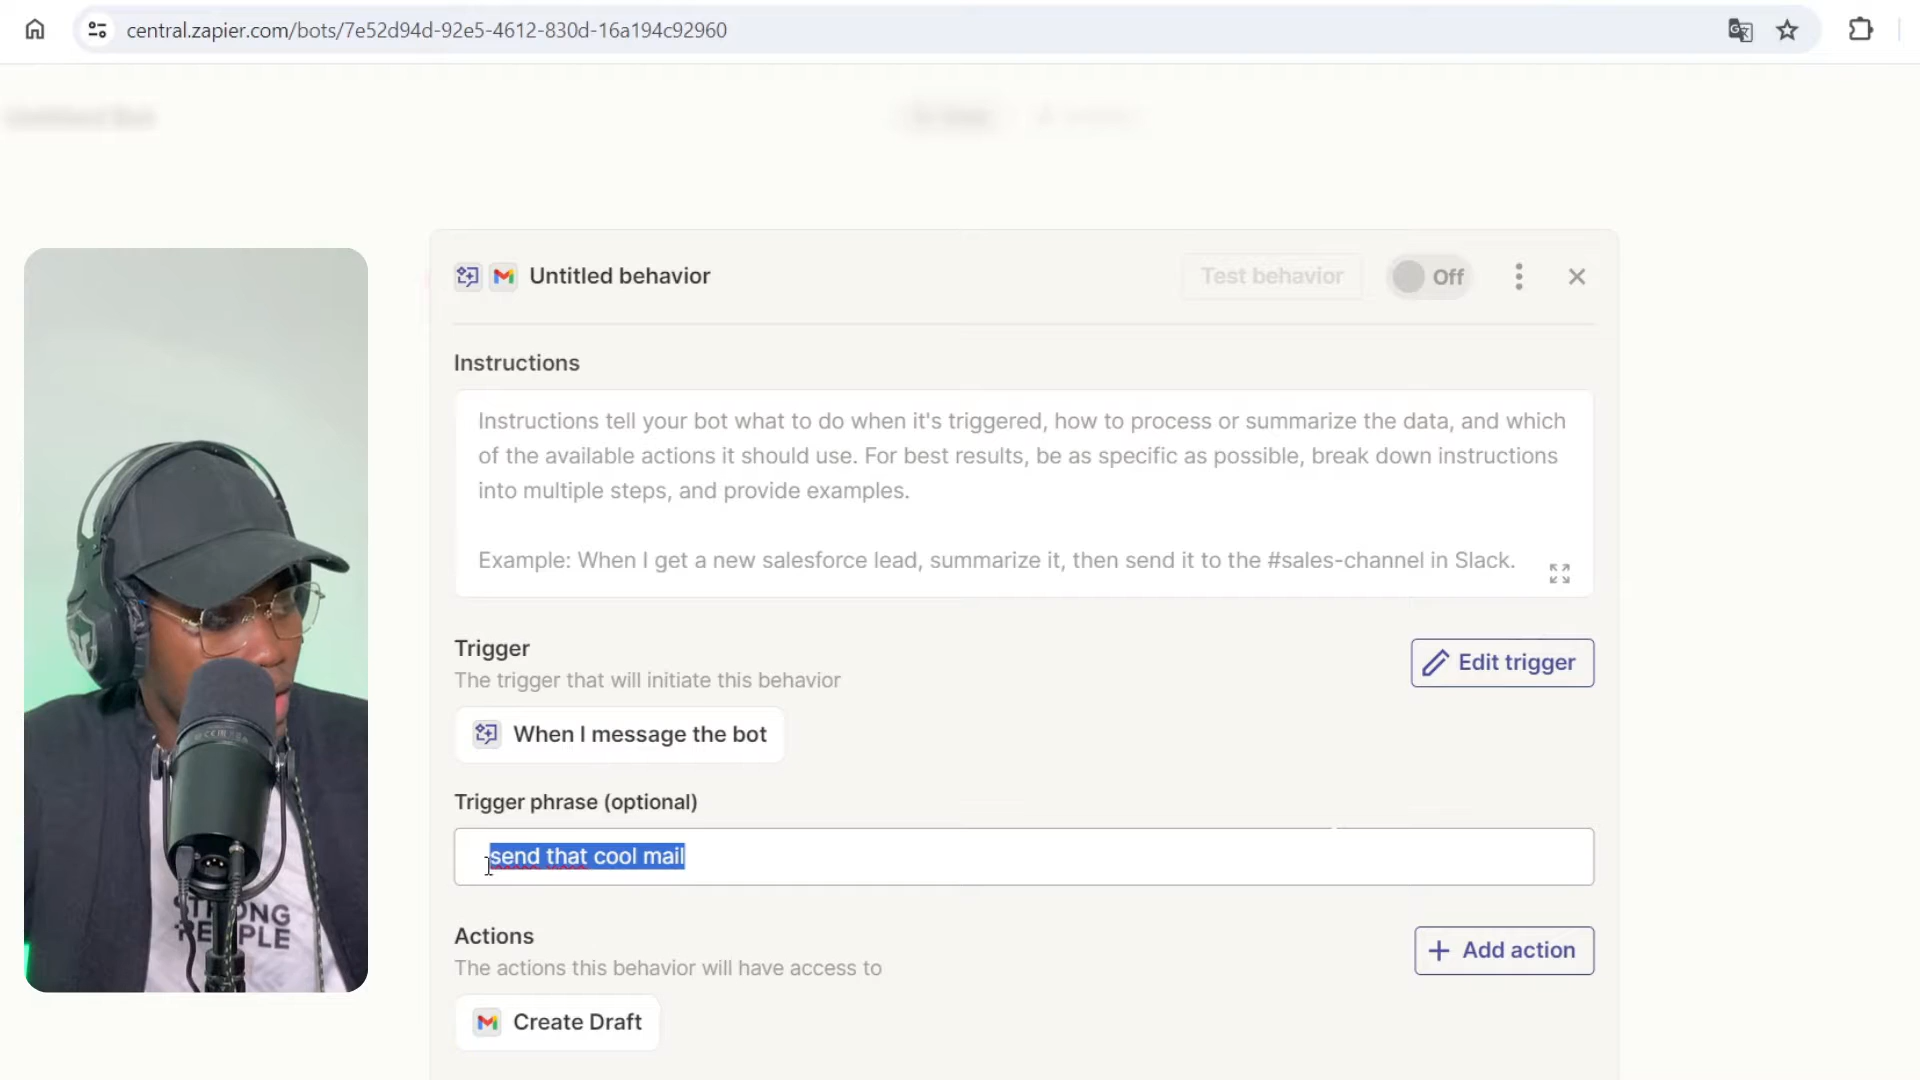 central.zapier.com/bots/7e52d94d-92e5-4612-830d-16a194c92960
Untitled behavior
Test behavior
Off
Instructions
Instructions tell your bot what to do when it's triggered, how to process or summarize the data, and which
of the available actions it should use. For best results, be as specific as possible, break down instructions
into multiple steps, and provide examples.
Example: When I get a new salesforce lead, summarize it, then send it to the #sales-channel in Slack.
Trigger
Edit trigger
The trigger that will initiate this behavior
When I message the bot
Trigger phrase (optional)
send that cool mail
Actions
Add action
The actions this behavior will have access to
Create Draft